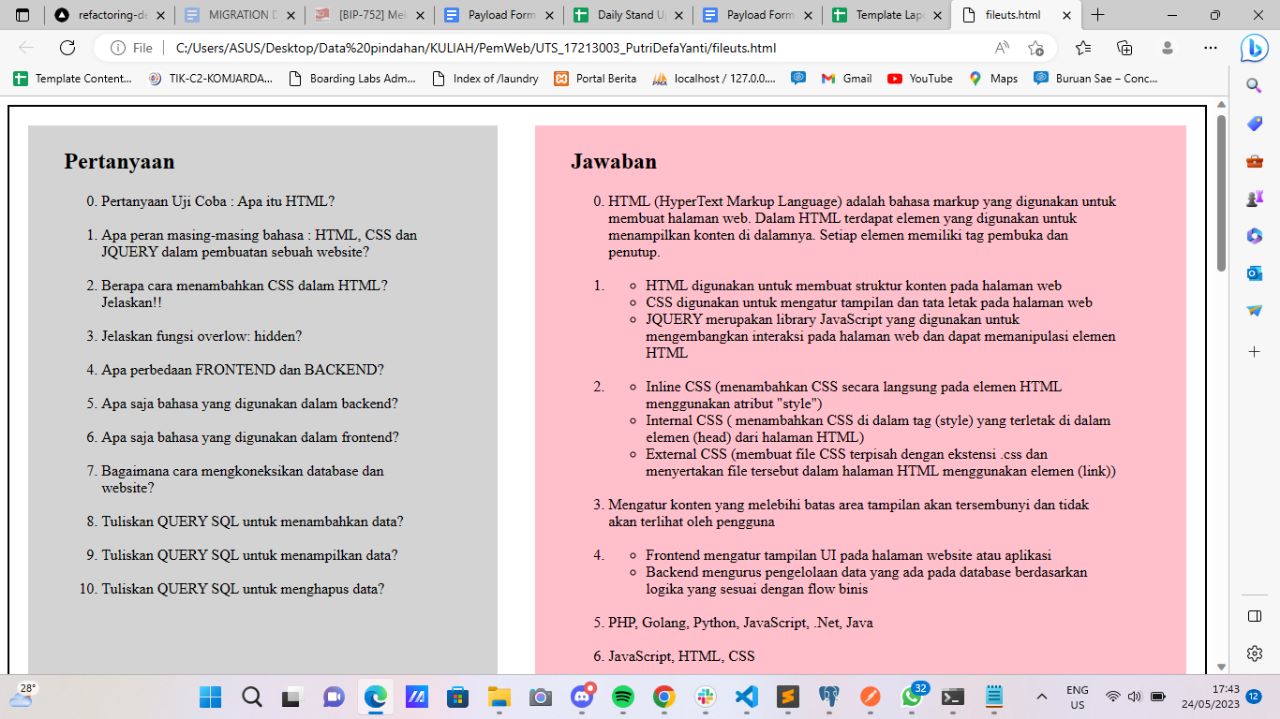 refactoring-de
MIGRATION D
[BIP-752] Mel
Payload Form
Daily Stand U
Payload Form
Template Lap
fileuts.html
File
C:/Users/ASUS/Desktop/Data%20pindahan/KULIAH/PemWeb/UTS_17213003_PutriDefaYanti/fileuts.html
Template Content...
TIK-C2-KOMJARDA...
Boarding Labs Adm...
Index of /laundry
Portal Berita
localhost / 127.0.0....
Gmail
YouTube
Maps
Buruan Sae – Conc...
Pertanyaan
0. Pertanyaan Uji Coba : Apa itu HTML?
1. Apa peran masing-masing bahasa : HTML, CSS dan
JQUERY dalam pembuatan sebuah website?
2. Berapa cara menambahkan CSS dalam HTML?
Jelaskan!!
3. Jelaskan fungsi overlow: hidden?
4. Apa perbedaan FRONTEND dan BACKEND?
5. Apa saja bahasa yang digunakan dalam backend?
6. Apa saja bahasa yang digunakan dalam frontend?
7. Bagaimana cara mengkoneksikan database dan
website?
8. Tuliskan QUERY SQL untuk menambahkan data?
9. Tuliskan QUERY SQL untuk menampilkan data?
10. Tuliskan QUERY SQL untuk menghapus data?
Jawaban
0. HTML (HyperText Markup Language) adalah bahasa markup yang digunakan untuk
membuat halaman web. Dalam HTML terdapat elemen yang digunakan untuk
menampilkan konten di dalamnya. Setiap elemen memiliki tag pembuka dan
penutup.
1. ◦ HTML digunakan untuk membuat struktur konten pada halaman web
◦ CSS digunakan untuk mengatur tampilan dan tata letak pada halaman web
◦ JQUERY merupakan library JavaScript yang digunakan untuk
mengembangkan interaksi pada halaman web dan dapat memanipulasi elemen
HTML
2. ◦ Inline CSS (menambahkan CSS secara langsung pada elemen HTML
menggunakan atribut "style")
◦ Internal CSS ( menambahkan CSS di dalam tag (style) yang terletak di dalam
elemen (head) dari halaman HTML)
◦ External CSS (membuat file CSS terpisah dengan ekstensi .css dan
menyertakan file tersebut dalam halaman HTML menggunakan elemen (link))
3. Mengatur konten yang melebihi batas area tampilan akan tersembunyi dan tidak
akan terlihat oleh pengguna
4. ◦ Frontend mengatur tampilan UI pada halaman website atau aplikasi
◦ Backend mengurus pengelolaan data yang ada pada database berdasarkan
logika yang sesuai dengan flow binis
5. PHP, Golang, Python, JavaScript, .Net, Java
6. JavaScript, HTML, CSS
28°
32
ENG
US
17:43
24/05/2023
12